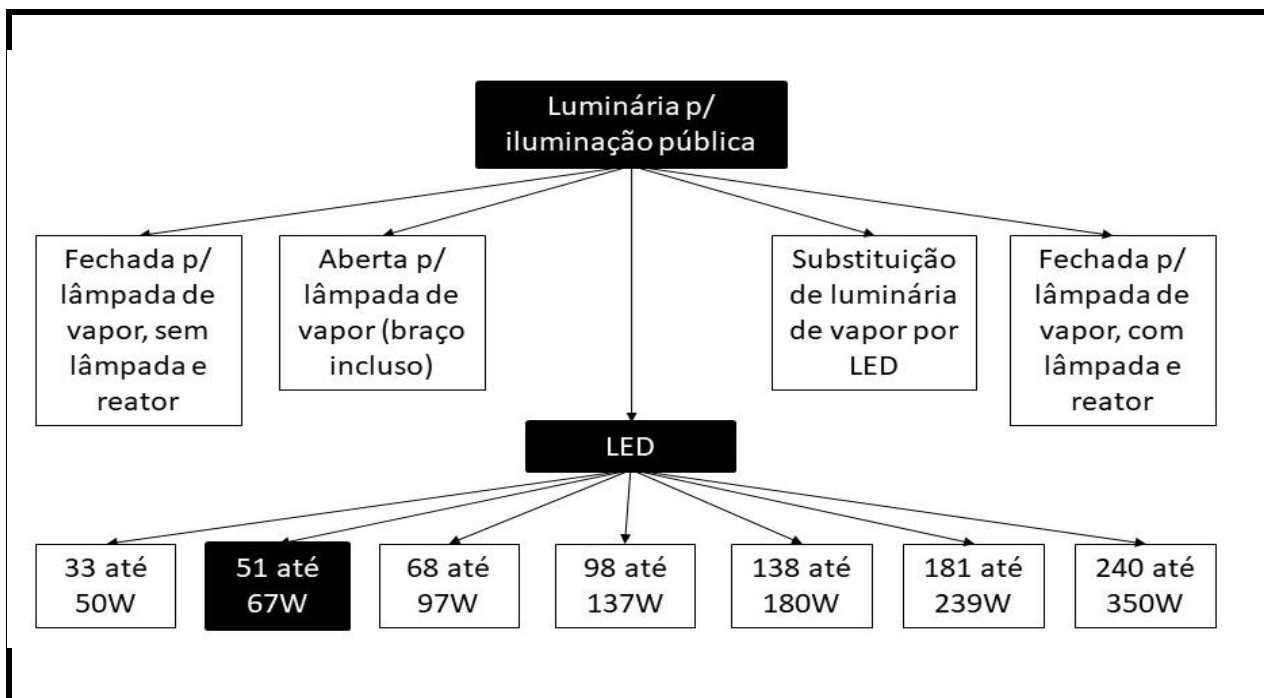 Luminária p/
iluminação pública
Fechada p/
lâmpada de
vapor, sem
lâmpada e
reator
Aberta p/
lâmpada de
vapor (braço
incluso)
Substituição
de luminária
de vapor por
LED
Fechada p/
lâmpada de
vapor, com
lâmpada e
reator
LED
33 até
50W
51 até
67W
68 até
97W
98 até
137W
138 até
180W
181 até
239W
240 até
350W